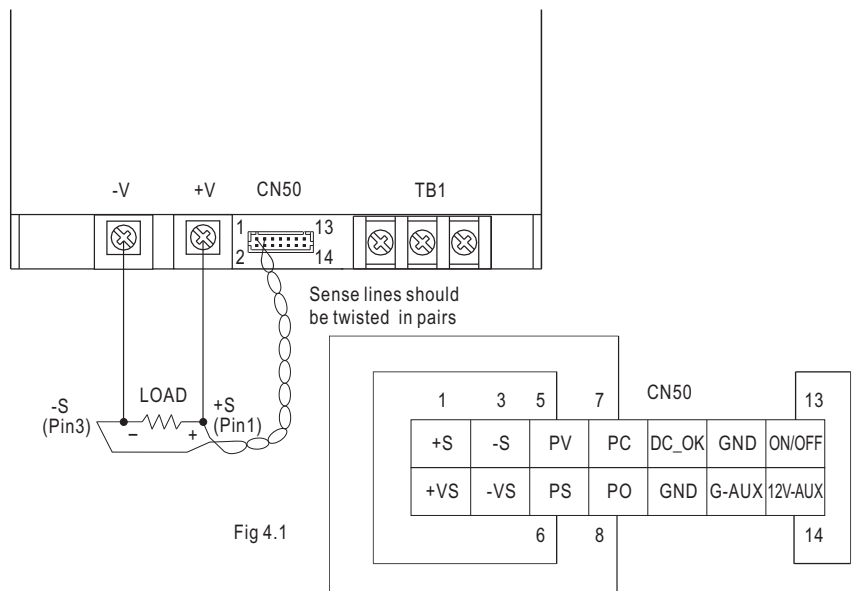 -V +V CN50 TB1
1 13
2 14
Sense lines should
be twisted in pairs
-S
(Pin3)
LOAD
+S
(Pin1)
− +
Fig 4.1
CN50
1 3 5 7 13
+S -S PV PC DC_OK GND ON/OFF
+VS -VS PS PO GND G-AUX 12V-AUX
6 8 14